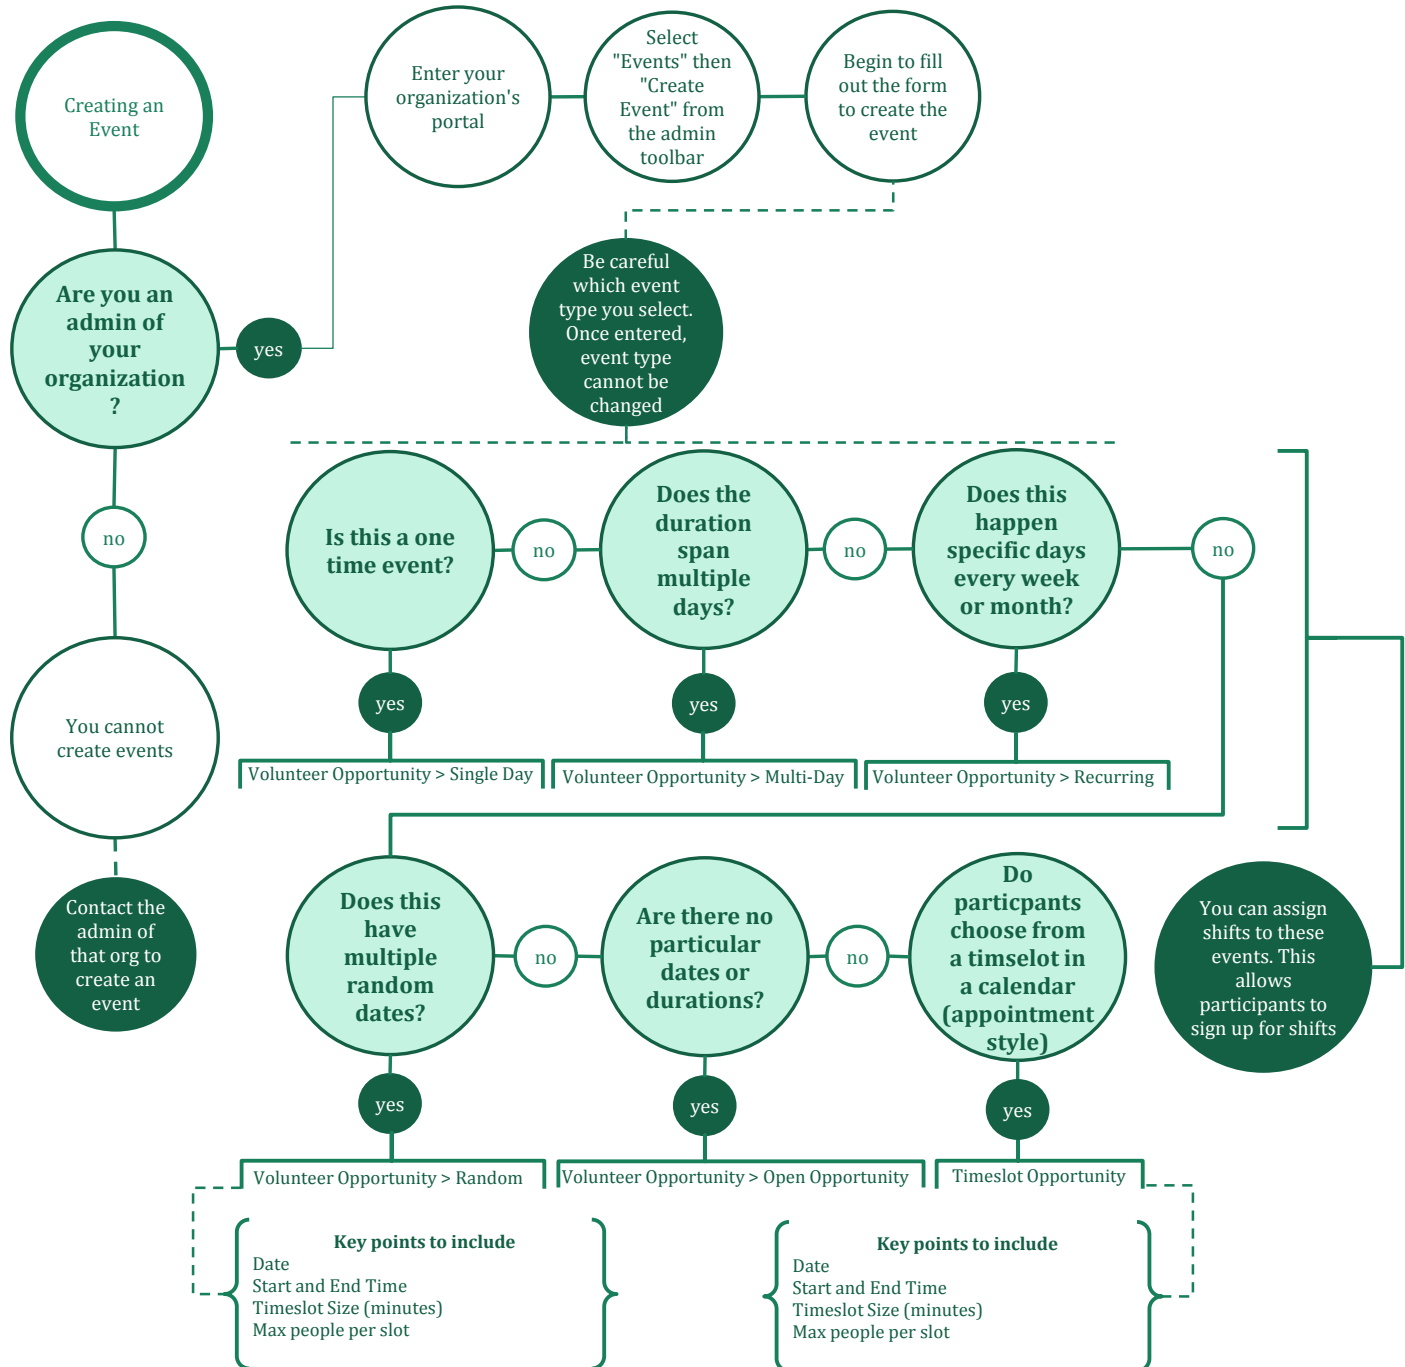 Creating an
Event
Enter your
organization's
portal
Select
"Events" then
"Create
Event" from
the admin
toolbar
Begin to fill
out the form
to create the
event
Are you an
admin of
your
organization
?
yes
Be careful
which event
type you select.
Once entered,
event type
cannot be
changed
no
You cannot
create events
Contact the
admin of
that org to
create an
event
Is this a one
time event?
no
Does the
duration
span
multiple
days?
no
Does this
happen
specific days
every week
or month?
no
yes
yes
yes
Volunteer Opportunity > Single Day
Volunteer Opportunity > Multi-Day
Volunteer Opportunity > Recurring
Does this
have
multiple
random
dates?
no
Are there no
particular
dates or
durations?
no
Do
particpants
choose from
a timselot in
a calendar
(appointment
style)
You can assign
shifts to these
events. This
allows
participants to
sign up for shifts
yes
yes
yes
Volunteer Opportunity > Random
Volunteer Opportunity > Open Opportunity
Timeslot Opportunity
Key points to include
Date
Start and End Time
Timeslot Size (minutes)
Max people per slot
Key points to include
Date
Start and End Time
Timeslot Size (minutes)
Max people per slot